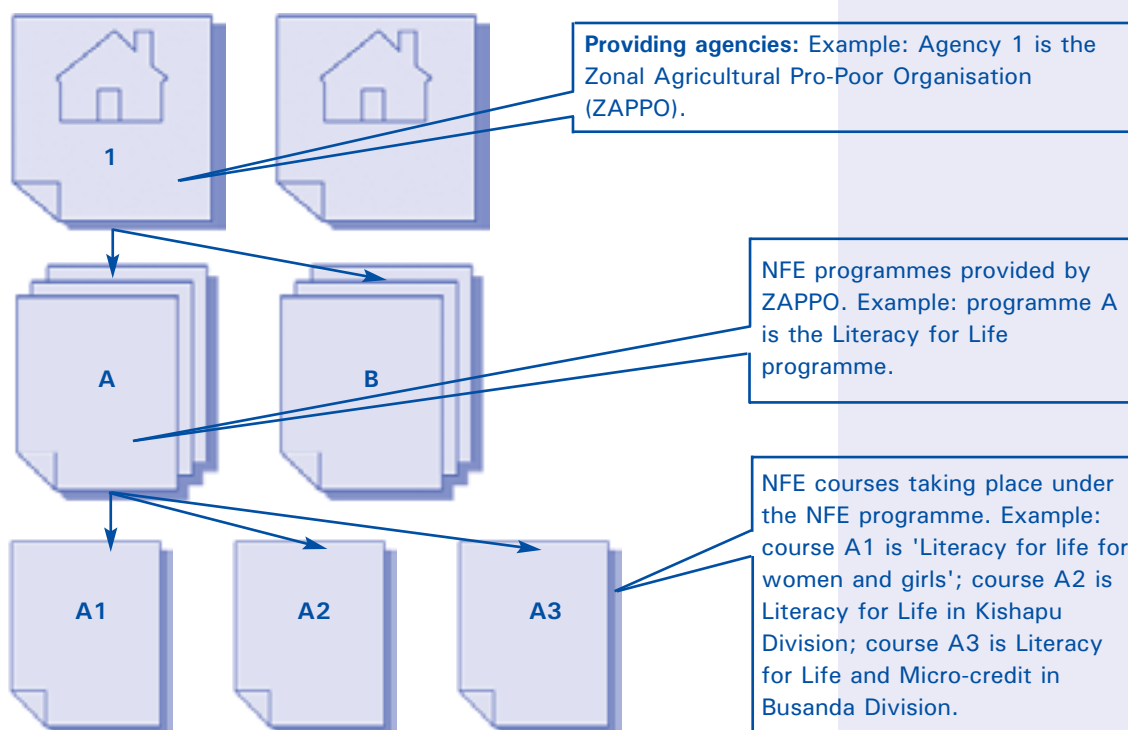 Providing agencies: Example: Agency 1 is the
Zonal Agricultural Pro-Poor Organisation
(ZAPPO).
1
NFE programmes provided by
ZAPPO. Example: programme A
is the Literacy for Life
programme.
A
B
NFE courses taking place under
the NFE programme. Example:
course A1 is 'Literacy for life for
women and girls'; course A2 is
Literacy for Life in Kishapu
Division; course A3 is Literacy
for Life and Micro-credit in
Busanda Division.
A1
A2
A3